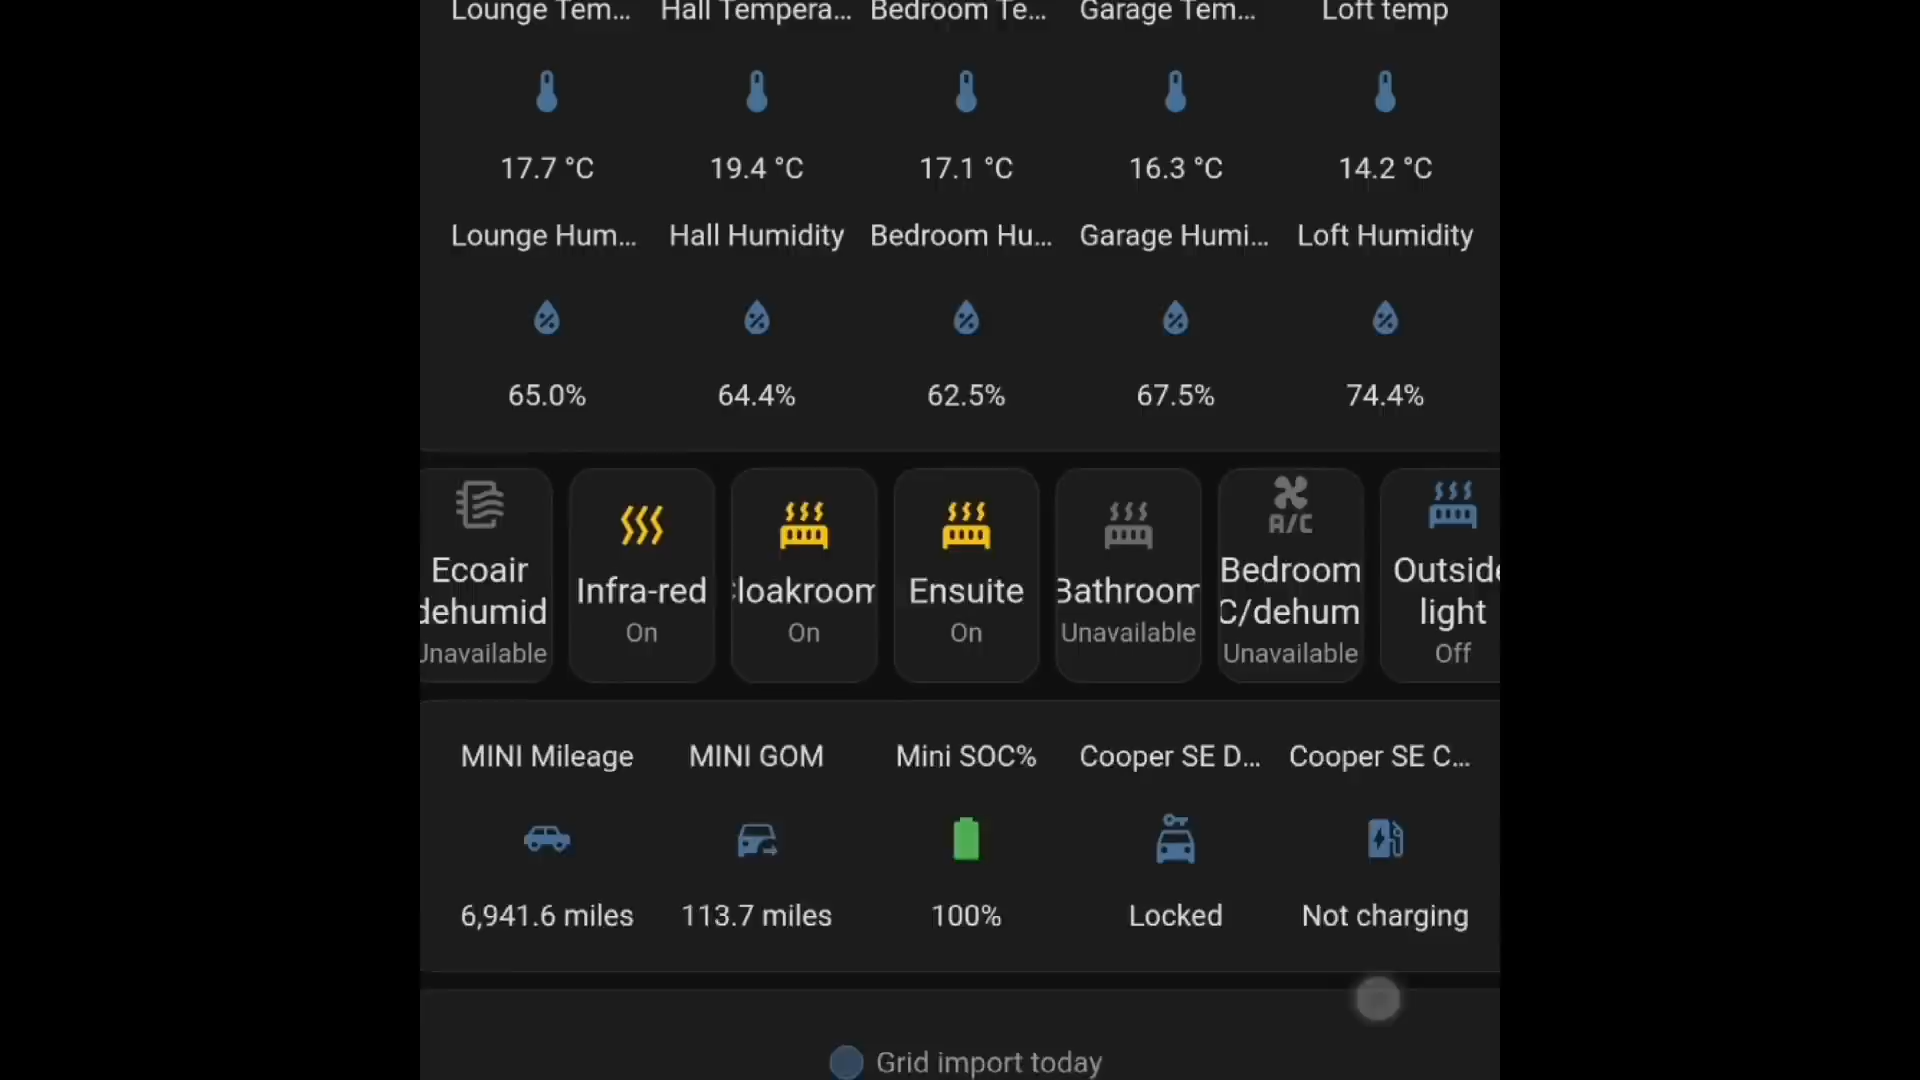 Lounge Tem... Hall Tempera... Bedroom Te... Garage Tem... Loft temp
17.7 °C 19.4 °C 17.1 °C 16.3 °C 14.2 °C
Lounge Hum... Hall Humidity Bedroom Hu... Garage Humi... Loft Humidity
65.0% 64.4% 62.5% 67.5% 74.4%
A/C
Ecoair
dehumid
Unavailable
Infra-red
On
Cloakroom
On
Ensuite
On
Bathroom
Unavailable
Bedroom
C/dehum
Unavailable
Outside
light
Off
MINI Mileage MINI GOM Mini SOC% Cooper SE D... Cooper SE C...
6,941.6 miles 113.7 miles 100% Locked Not charging
Grid import today